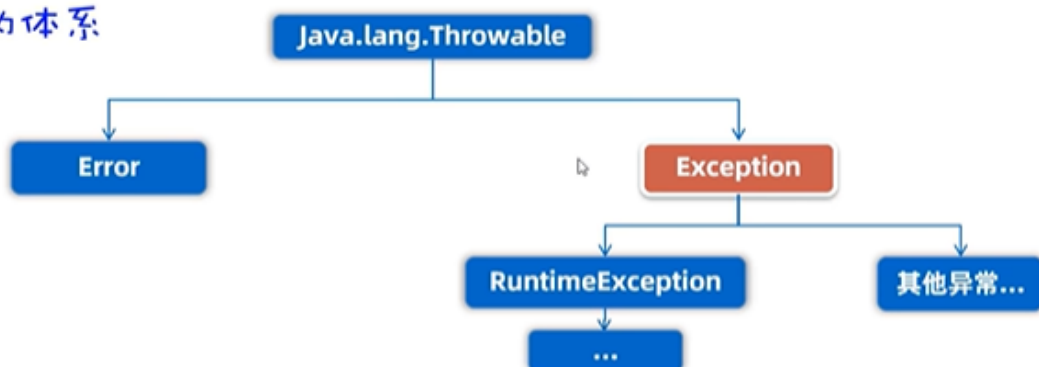 的体系
Java.lang.Throwable
Error
Exception
RuntimeException
其他异常...
...